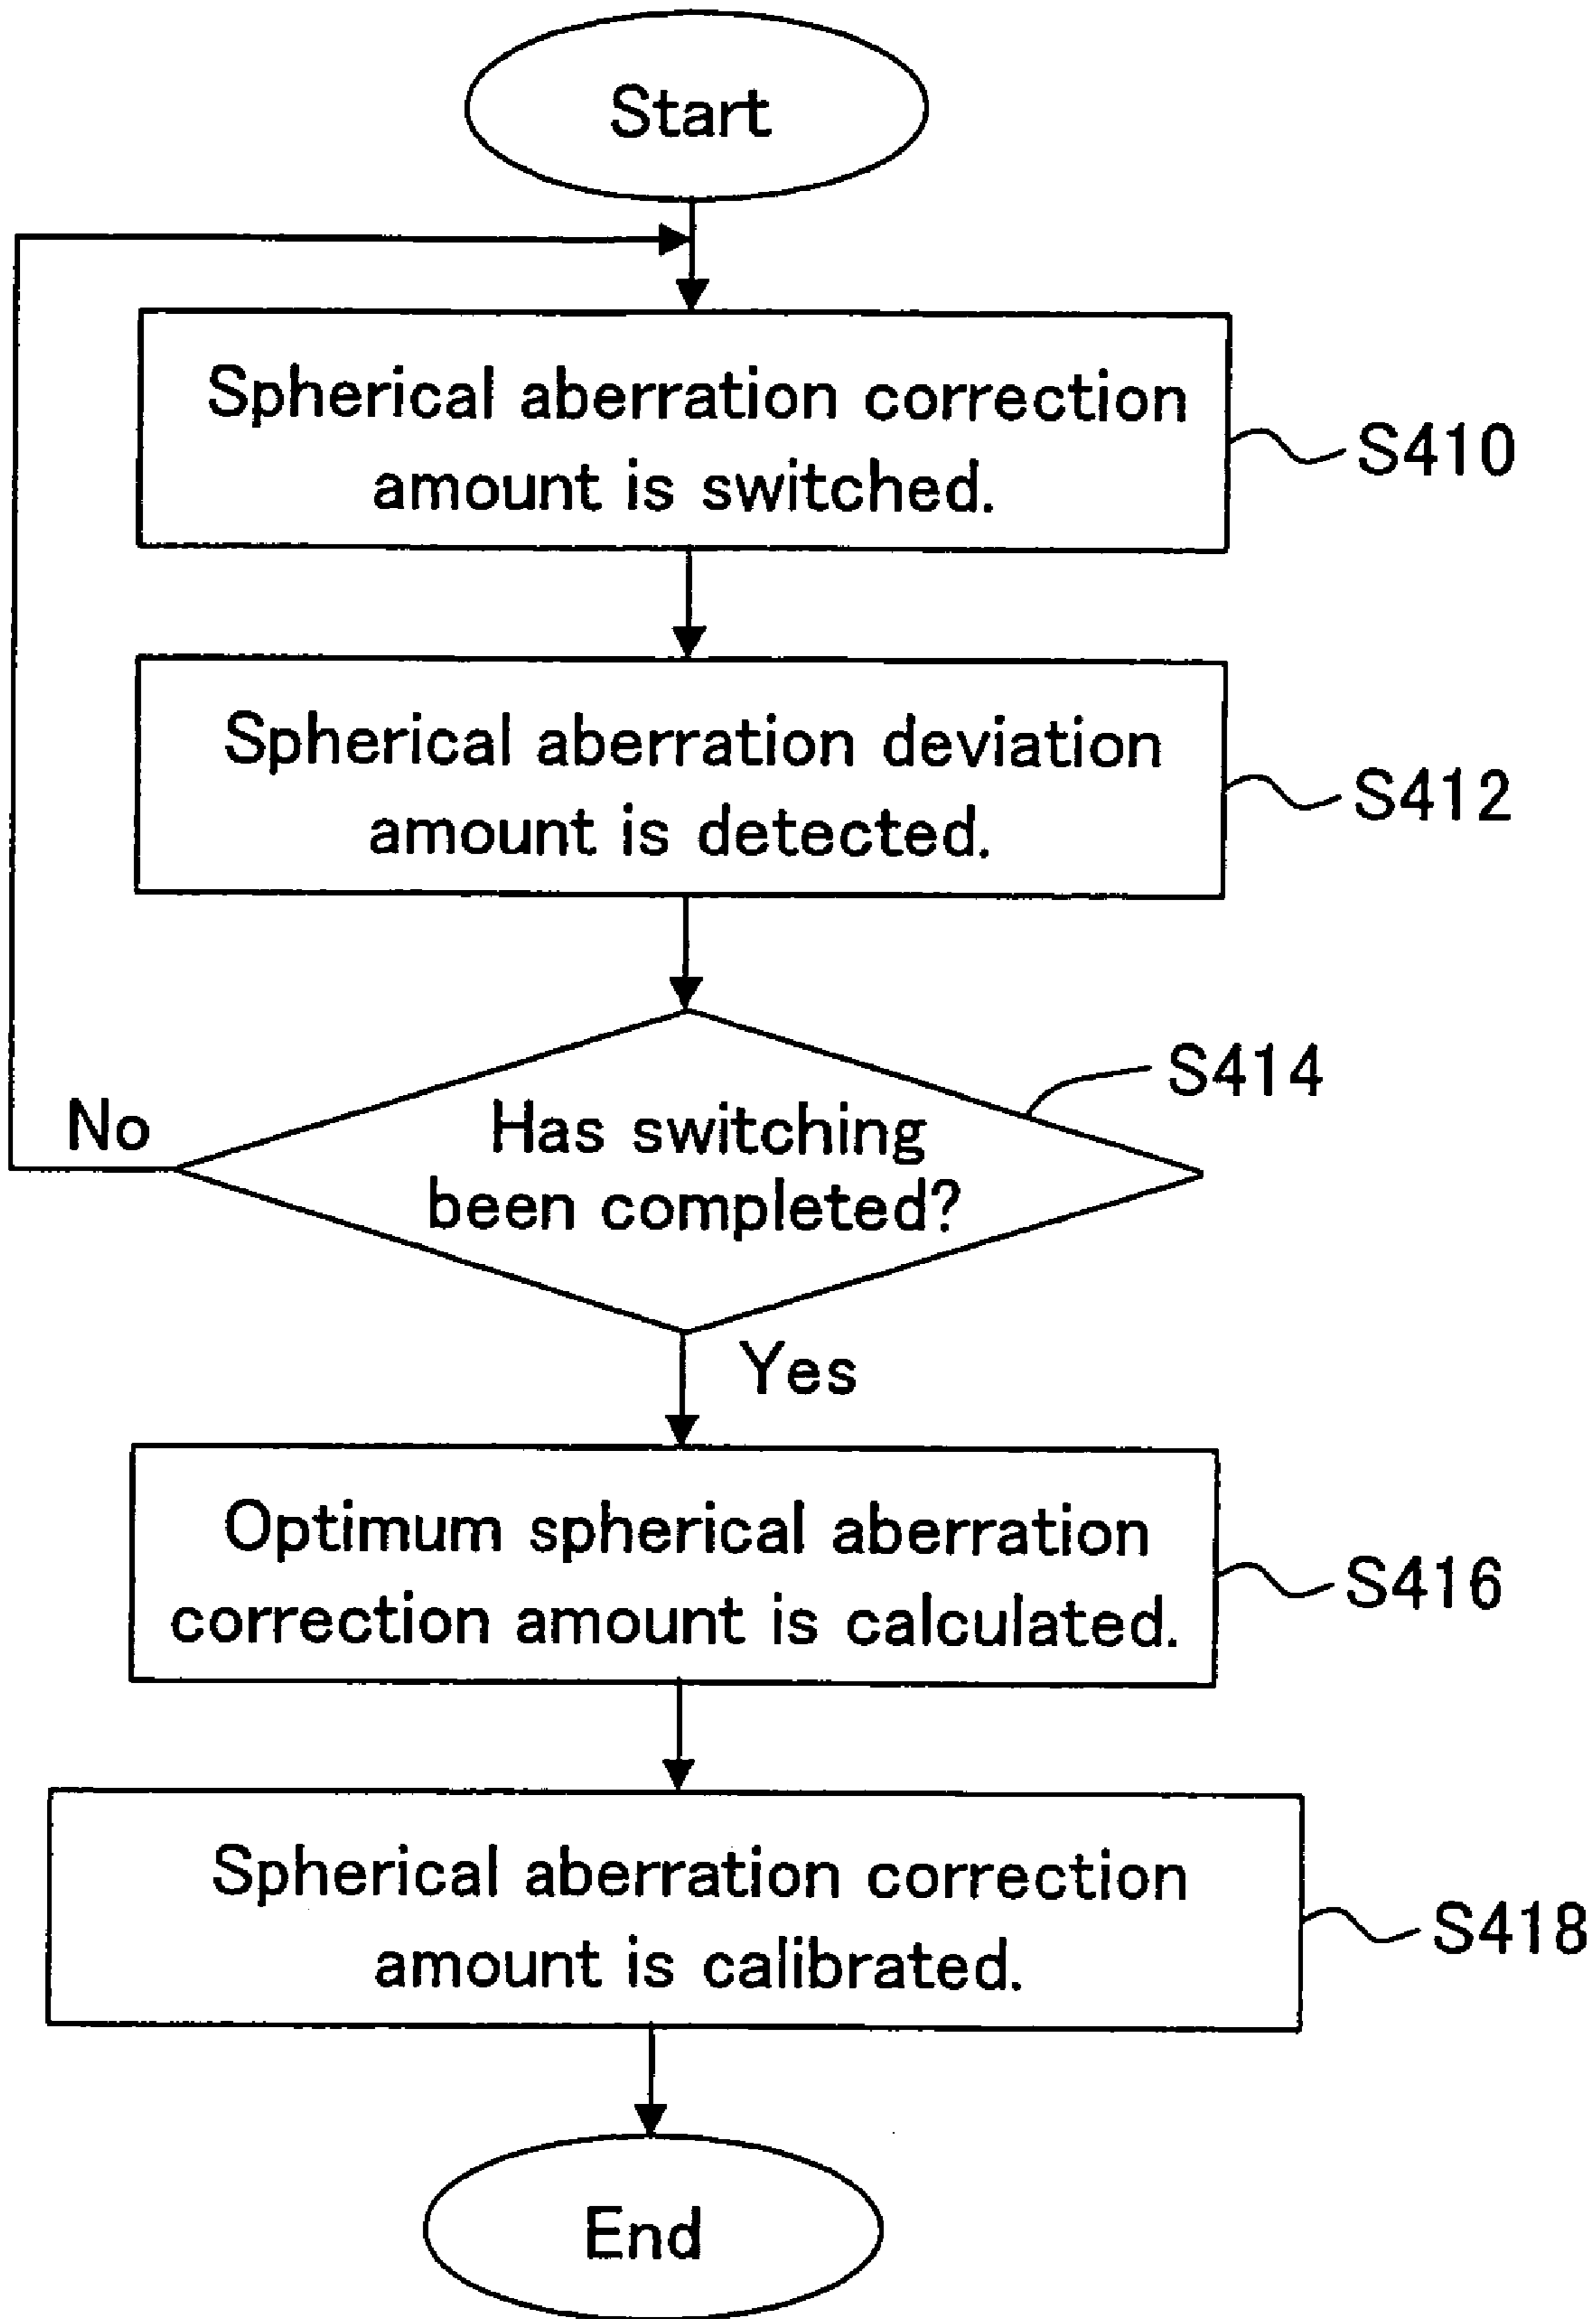 Start
Spherical aberration correction
amount is switched.
S410
Spherical aberration deviation
amount is detected.
S412
S414
No
Has switching
been completed?
Yes
Optimum spherical aberration
correction amount is calculated.
S416
Spherical aberration correction
amount is calibrated.
S418
End